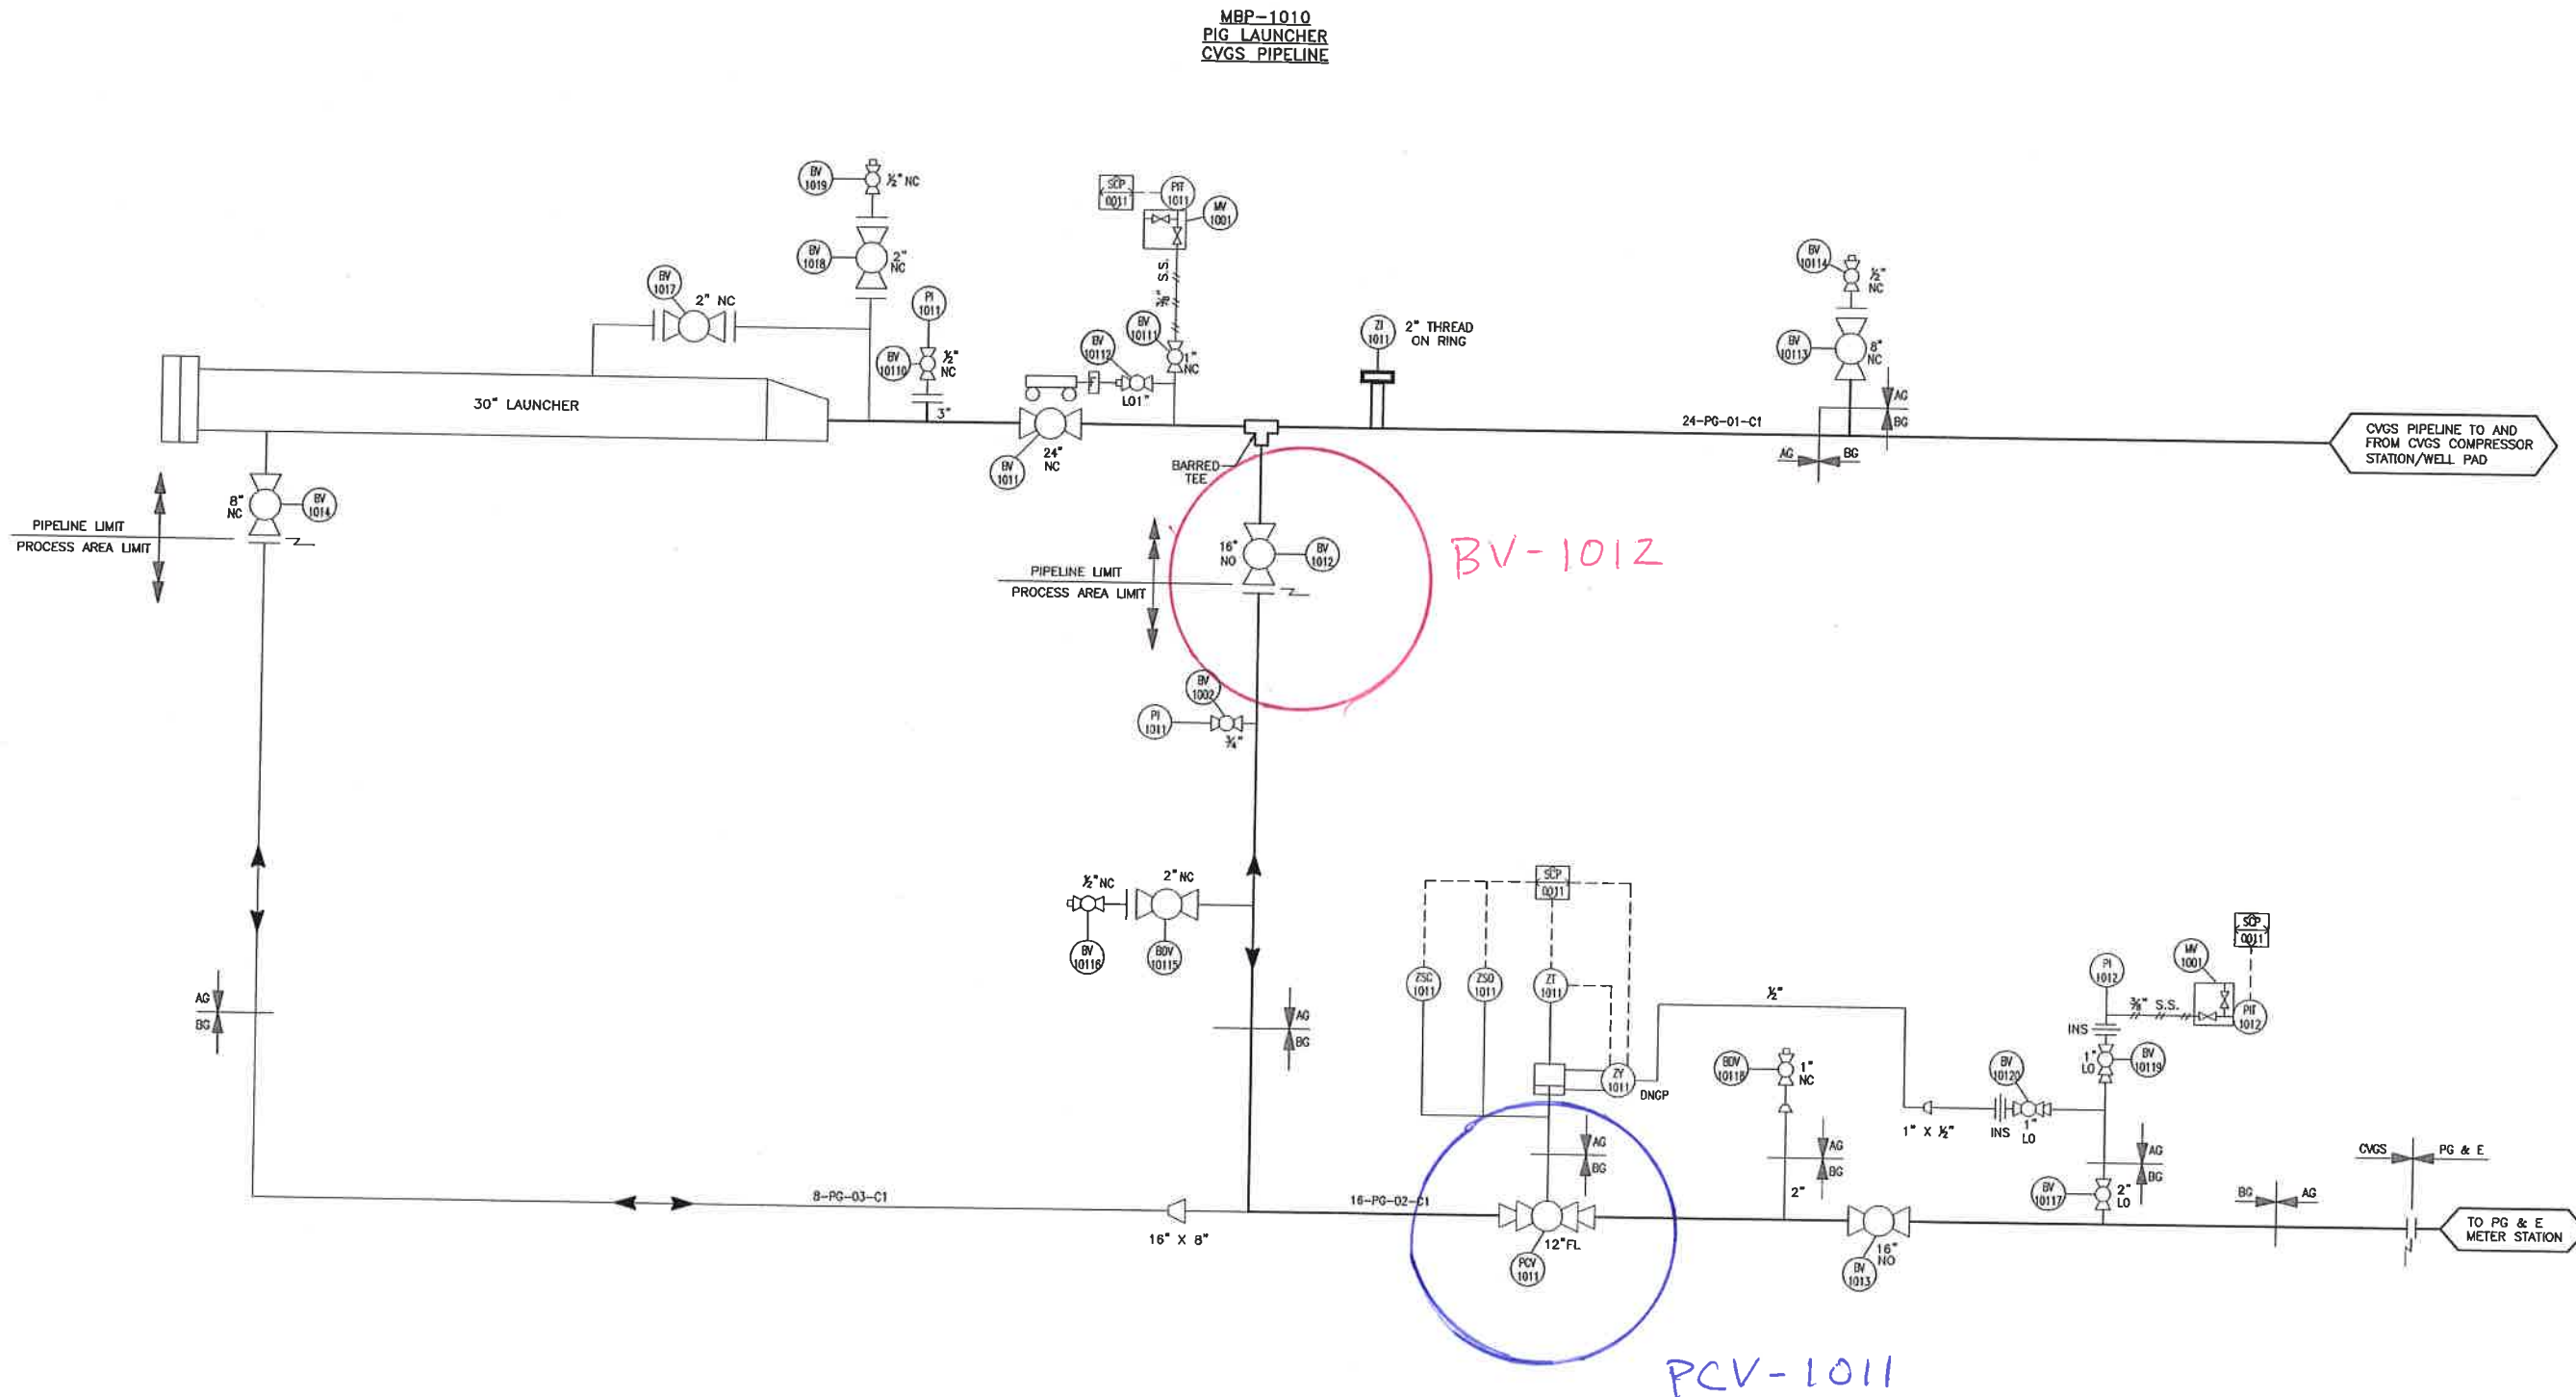 MBP-1010
PIG LAUNCHER
CVGS PIPELINE
BV
1019
½" NC
BV
1018
2"
NC
BV
1017
2" NC
PI
1011
BV
10110
½"
NC
3"
30" LAUNCHER
SCP
0011
PIT
1011
MV
1001
⅜" S.S.
BV
10111
1"
NC
BV
10112
LO1"
24"
NC
BV
1011
BARRED
TEE
ZI
1011
2" THREAD
ON RING
24-PG-01-C1
BV
10114
½"
NC
BV
10113
8"
NC
AG
BG
AG
BG
CVGS PIPELINE TO AND
FROM CVGS COMPRESSOR
STATION/WELL PAD
8"
NC
BV
1014
PIPELINE LIMIT
PROCESS AREA LIMIT
PIPELINE LIMIT
PROCESS AREA LIMIT
16"
NO
BV
1012
BV-1012
BV
1002
PI
1011
¾"
½" NC
2" NC
BV
10116
BDV
10115
AG
BG
AG
BG
SCP
0011
ZSC
1011
ZSO
1011
ZT
1011
ZY
1011
DNGP
½"
BDV
10118
1"
NC
AG
BG
2"
AG
BG
1" X ½"
INS
1"
LO
BV
10120
PI
1012
INS
1"
LO
BV
10119
⅜" S.S.
MV
1001
SCP
0011
PIT
1012
AG
BG
BV
10117
2"
LO
BG
AG
CVGS
PG & E
TO PG & E
METER STATION
8-PG-03-C1
16" X 8"
16-PG-02-C1
12"FL
PCV
1011
16"
NO
BV
1013
PCV-1011